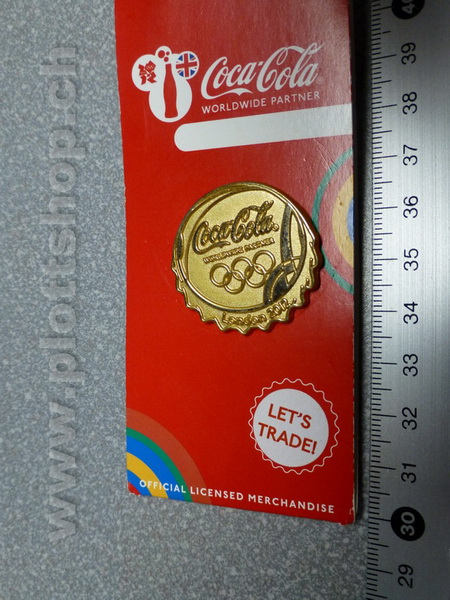 Coca-Cola
WORLDWIDE PARTNER
Coca-Cola
WORLDWIDE PARTNER
London 2012
LET'S
TRADE!
OFFICIAL LICENSED MERCHANDISE
www.plottshop.ch
40
39
38
37
36
35
34
33
32
31
30
29